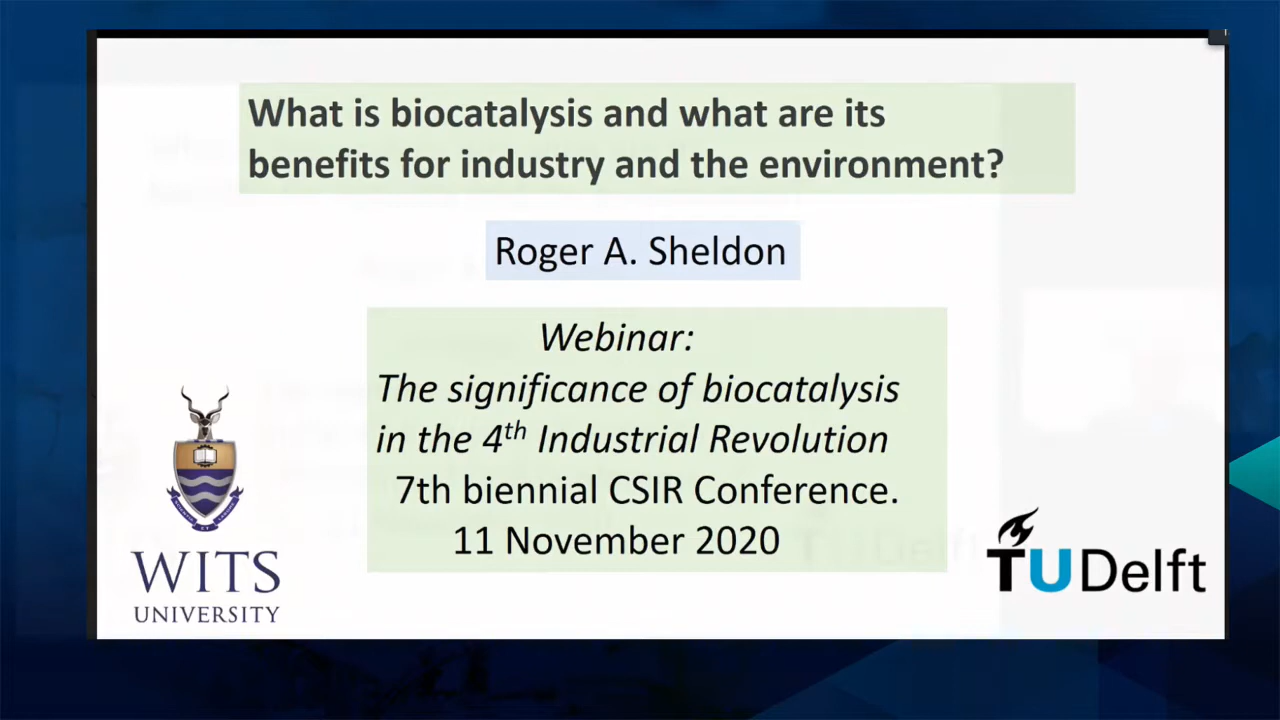 What is biocatalysis and what are its
benefits for industry and the environment?
Roger A. Sheldon
Webinar:
The significance of biocatalysis
in the 4th Industrial Revolution
7th biennial CSIR Conference.
11 November 2020
WITS
UNIVERSITY
TUDelft